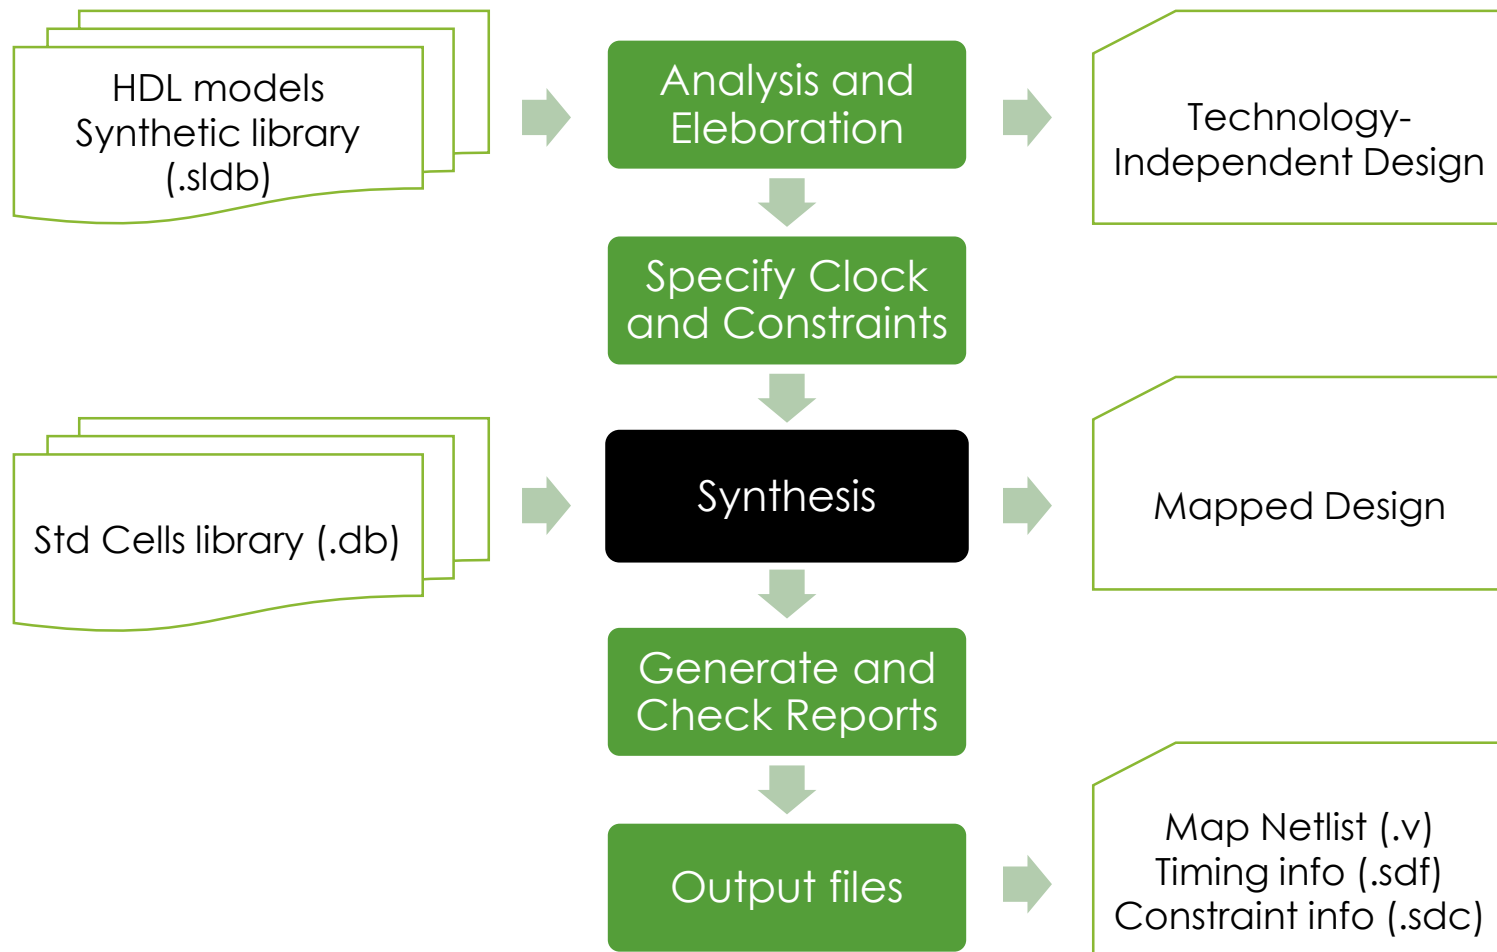 HDL models
Synthetic library
(.sldb)
Analysis and
Eleboration
Technology-
Independent Design
Specify Clock
and Constraints
Std Cells library (.db)
Synthesis
Mapped Design
Generate and
Check Reports
Output files
Map Netlist (.v)
Timing info (.sdf)
Constraint info (.sdc)